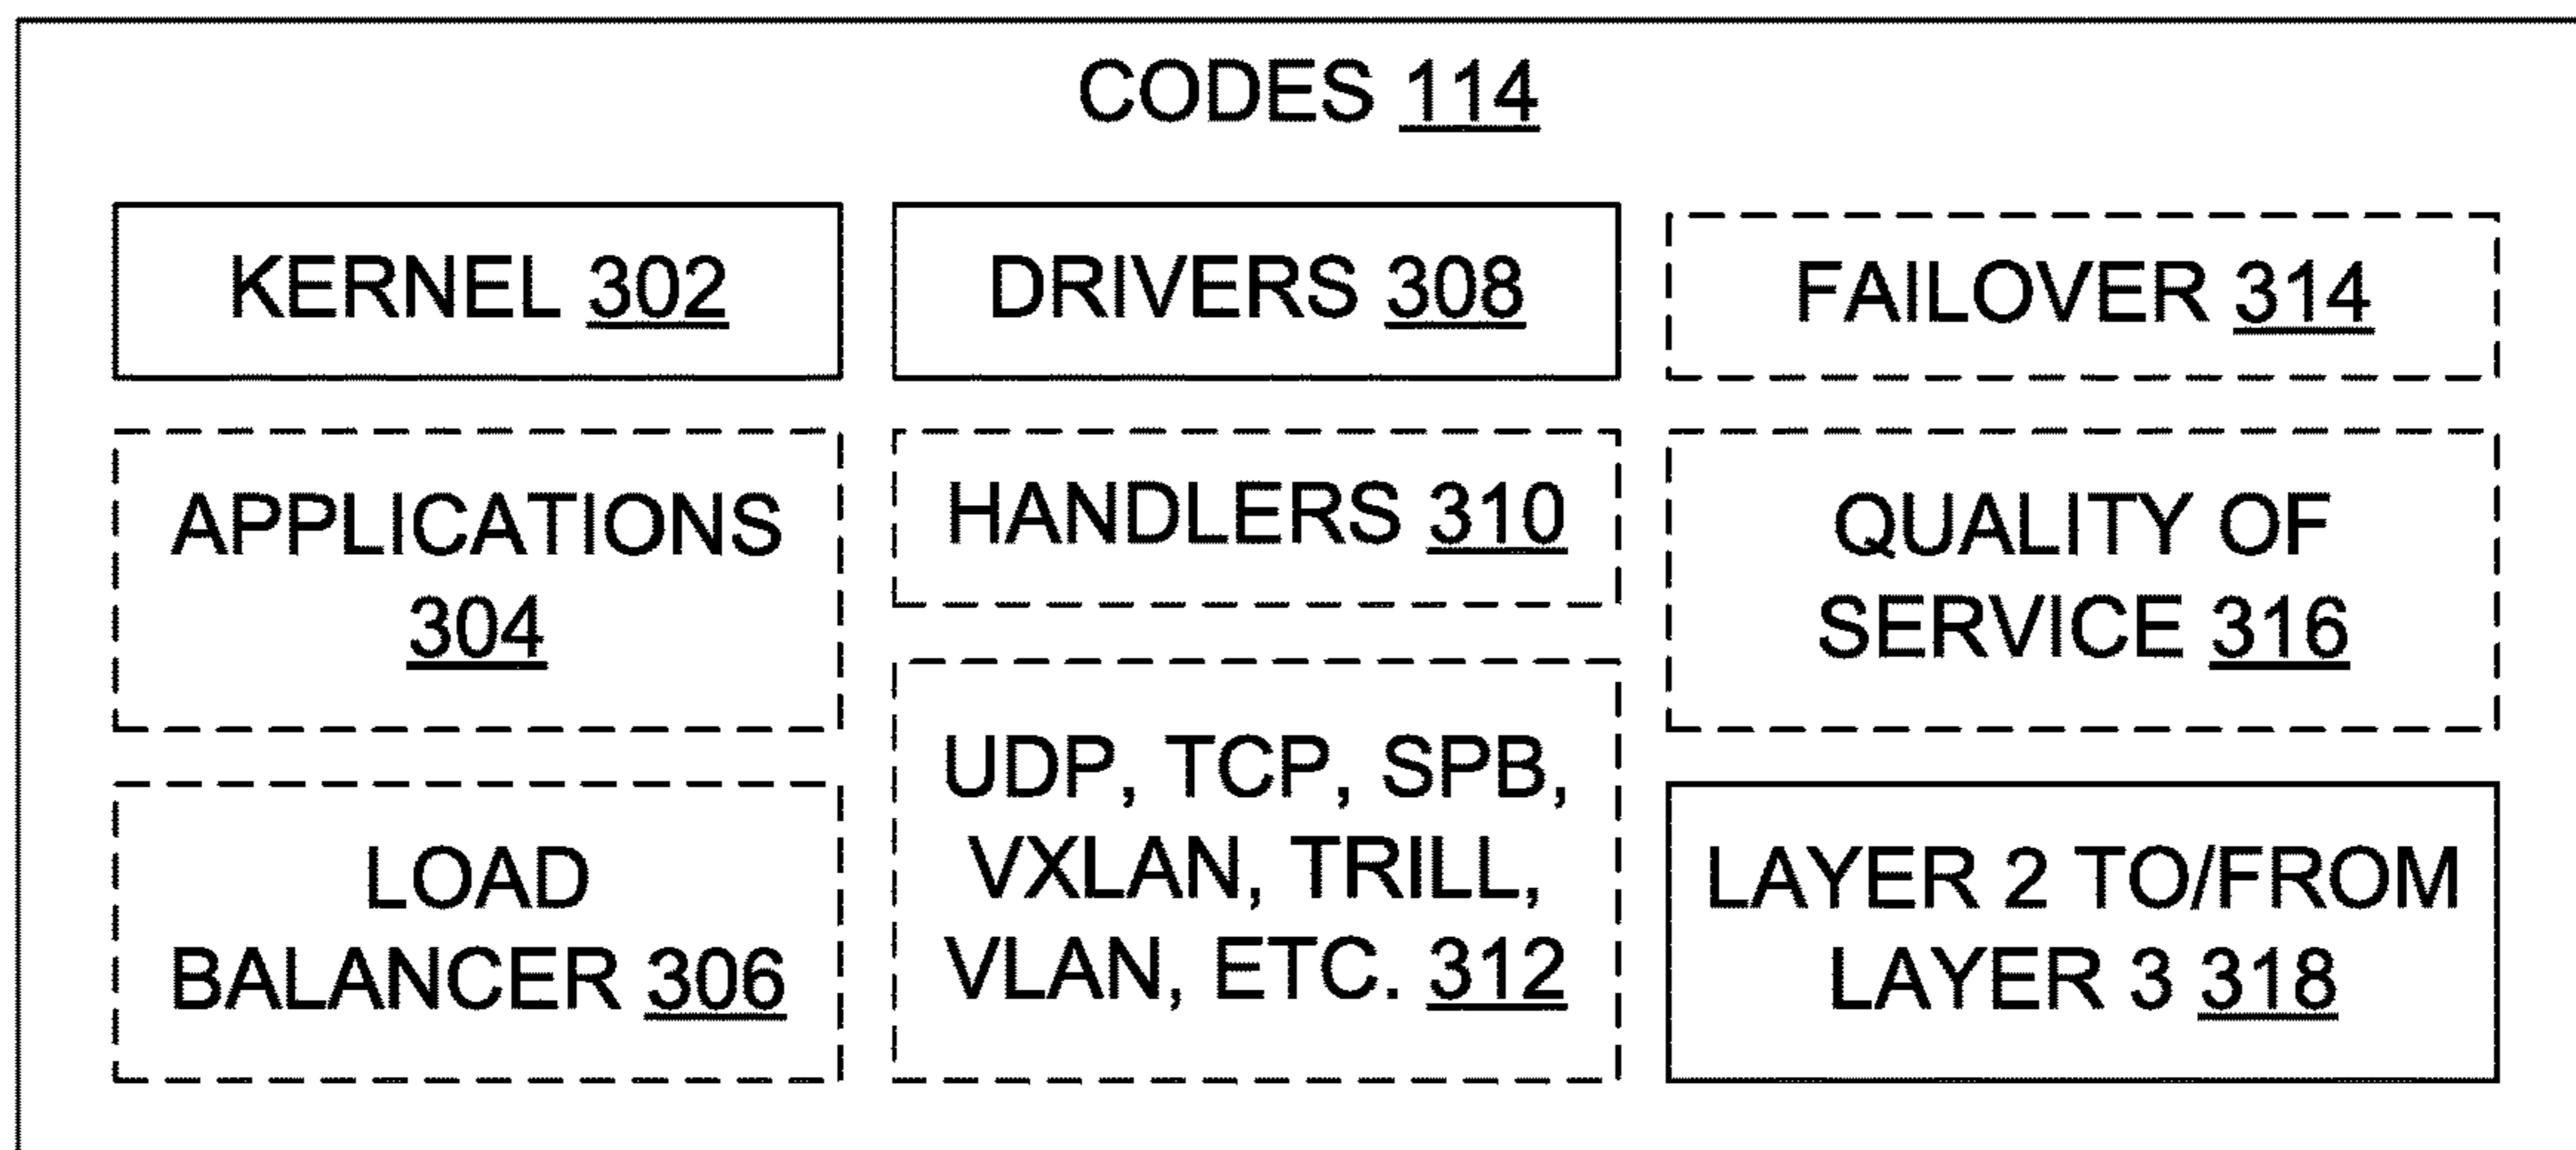 CODES 114
KERNEL 302
DRIVERS 308
FAILOVER 314
APPLICATIONS
304
HANDLERS 310
QUALITY OF
SERVICE 316
LOAD
BALANCER 306
UDP, TCP, SPB,
VXLAN, TRILL,
VLAN, ETC. 312
LAYER 2 TO/FROM
LAYER 3 318